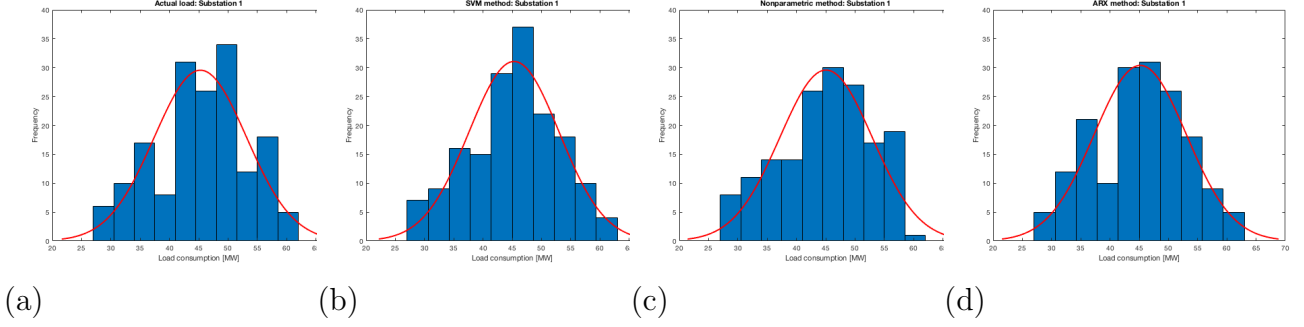 Actual load: Substation 1
40
35
30
25
20
15
10
5
0
Frequency
20 25 30 35 40 45 50 55 60 6
Load consumption [MW]
(a)
SVM method: Substation 1
40
35
30
25
20
15
10
5
0
Frequency
20 25 30 35 40 45 50 55 60 6
Load consumption [MW]
(b)
Nonparametric method: Substation 1
40
35
30
25
20
15
10
5
0
Frequency
20 25 30 35 40 45 50 55 60 6
Load consumption [MW]
(c)
ARX method: Substation 1
40
35
30
25
20
15
10
5
0
Frequency
20 25 30 35 40 45 50 55 60 65 70
Load consumption [MW]
(d)